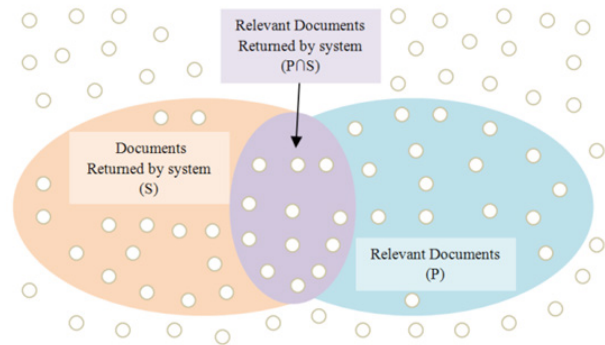 Relevant Documents
Returned by system
(P∩S)
Documents
Returned by system
(S)
Relevant Documents
(P)